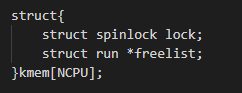 struct{
    struct spinlock lock;
    struct run *freelist;
}kmem[NCPU];